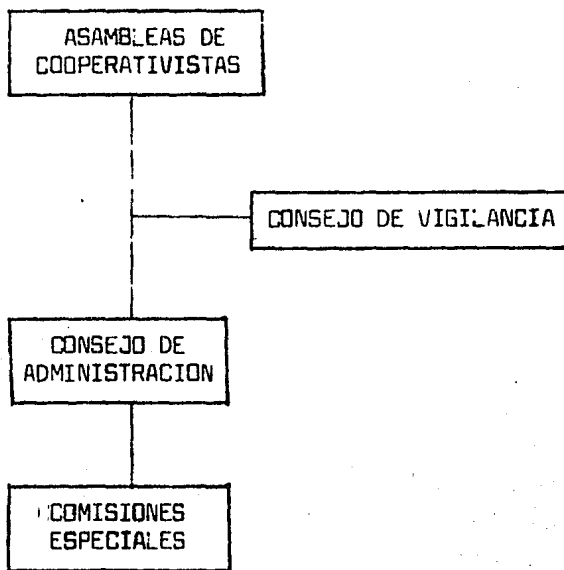 ASAMBLEAS DE
COOPERATIVISTAS
CONSEJO DE VIGILANCIA
CONSEJO DE
ADMINISTRACION
COMISIONES
ESPECIALES